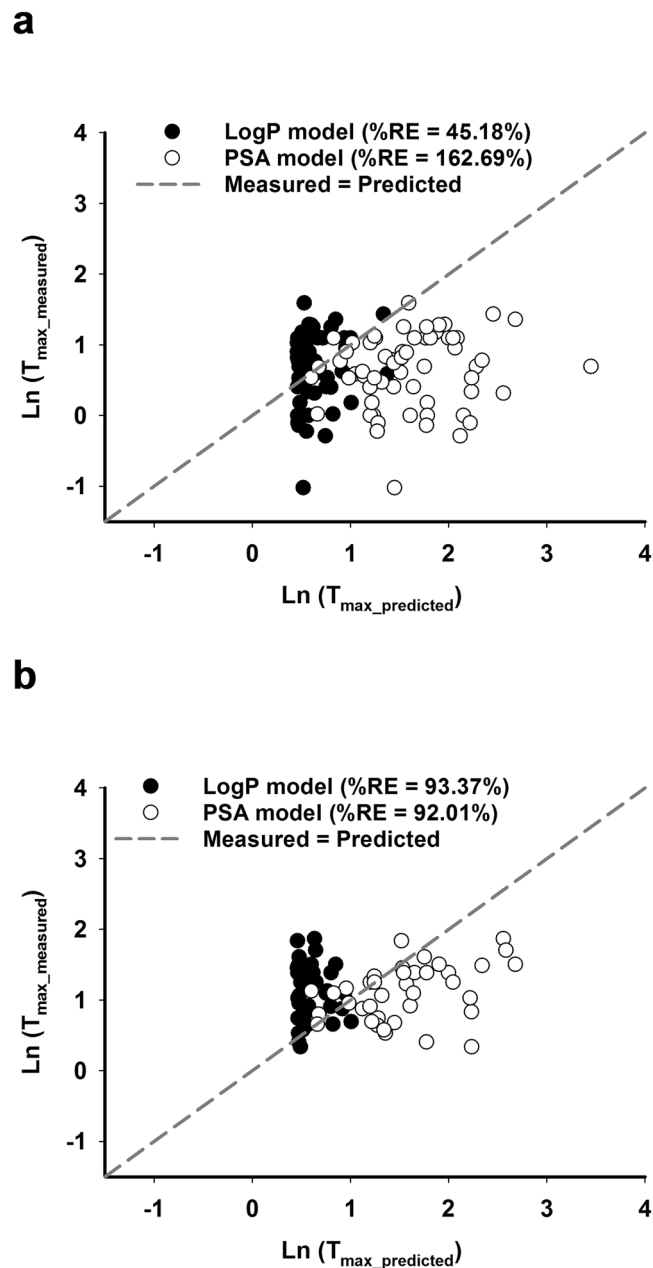 a
4
LogP model (%RE = 45.18%)
PSA model (%RE = 162.69%)
Measured = Predicted
3
2
1
0
-1
Ln (Tmax_measured)
-1 0 1 2 3 4
Ln (Tmax_predicted)
b
4
LogP model (%RE = 93.37%)
PSA model (%RE = 92.01%)
Measured = Predicted
3
2
1
0
-1
Ln (Tmax_measured)
-1 0 1 2 3 4
Ln (Tmax_predicted)